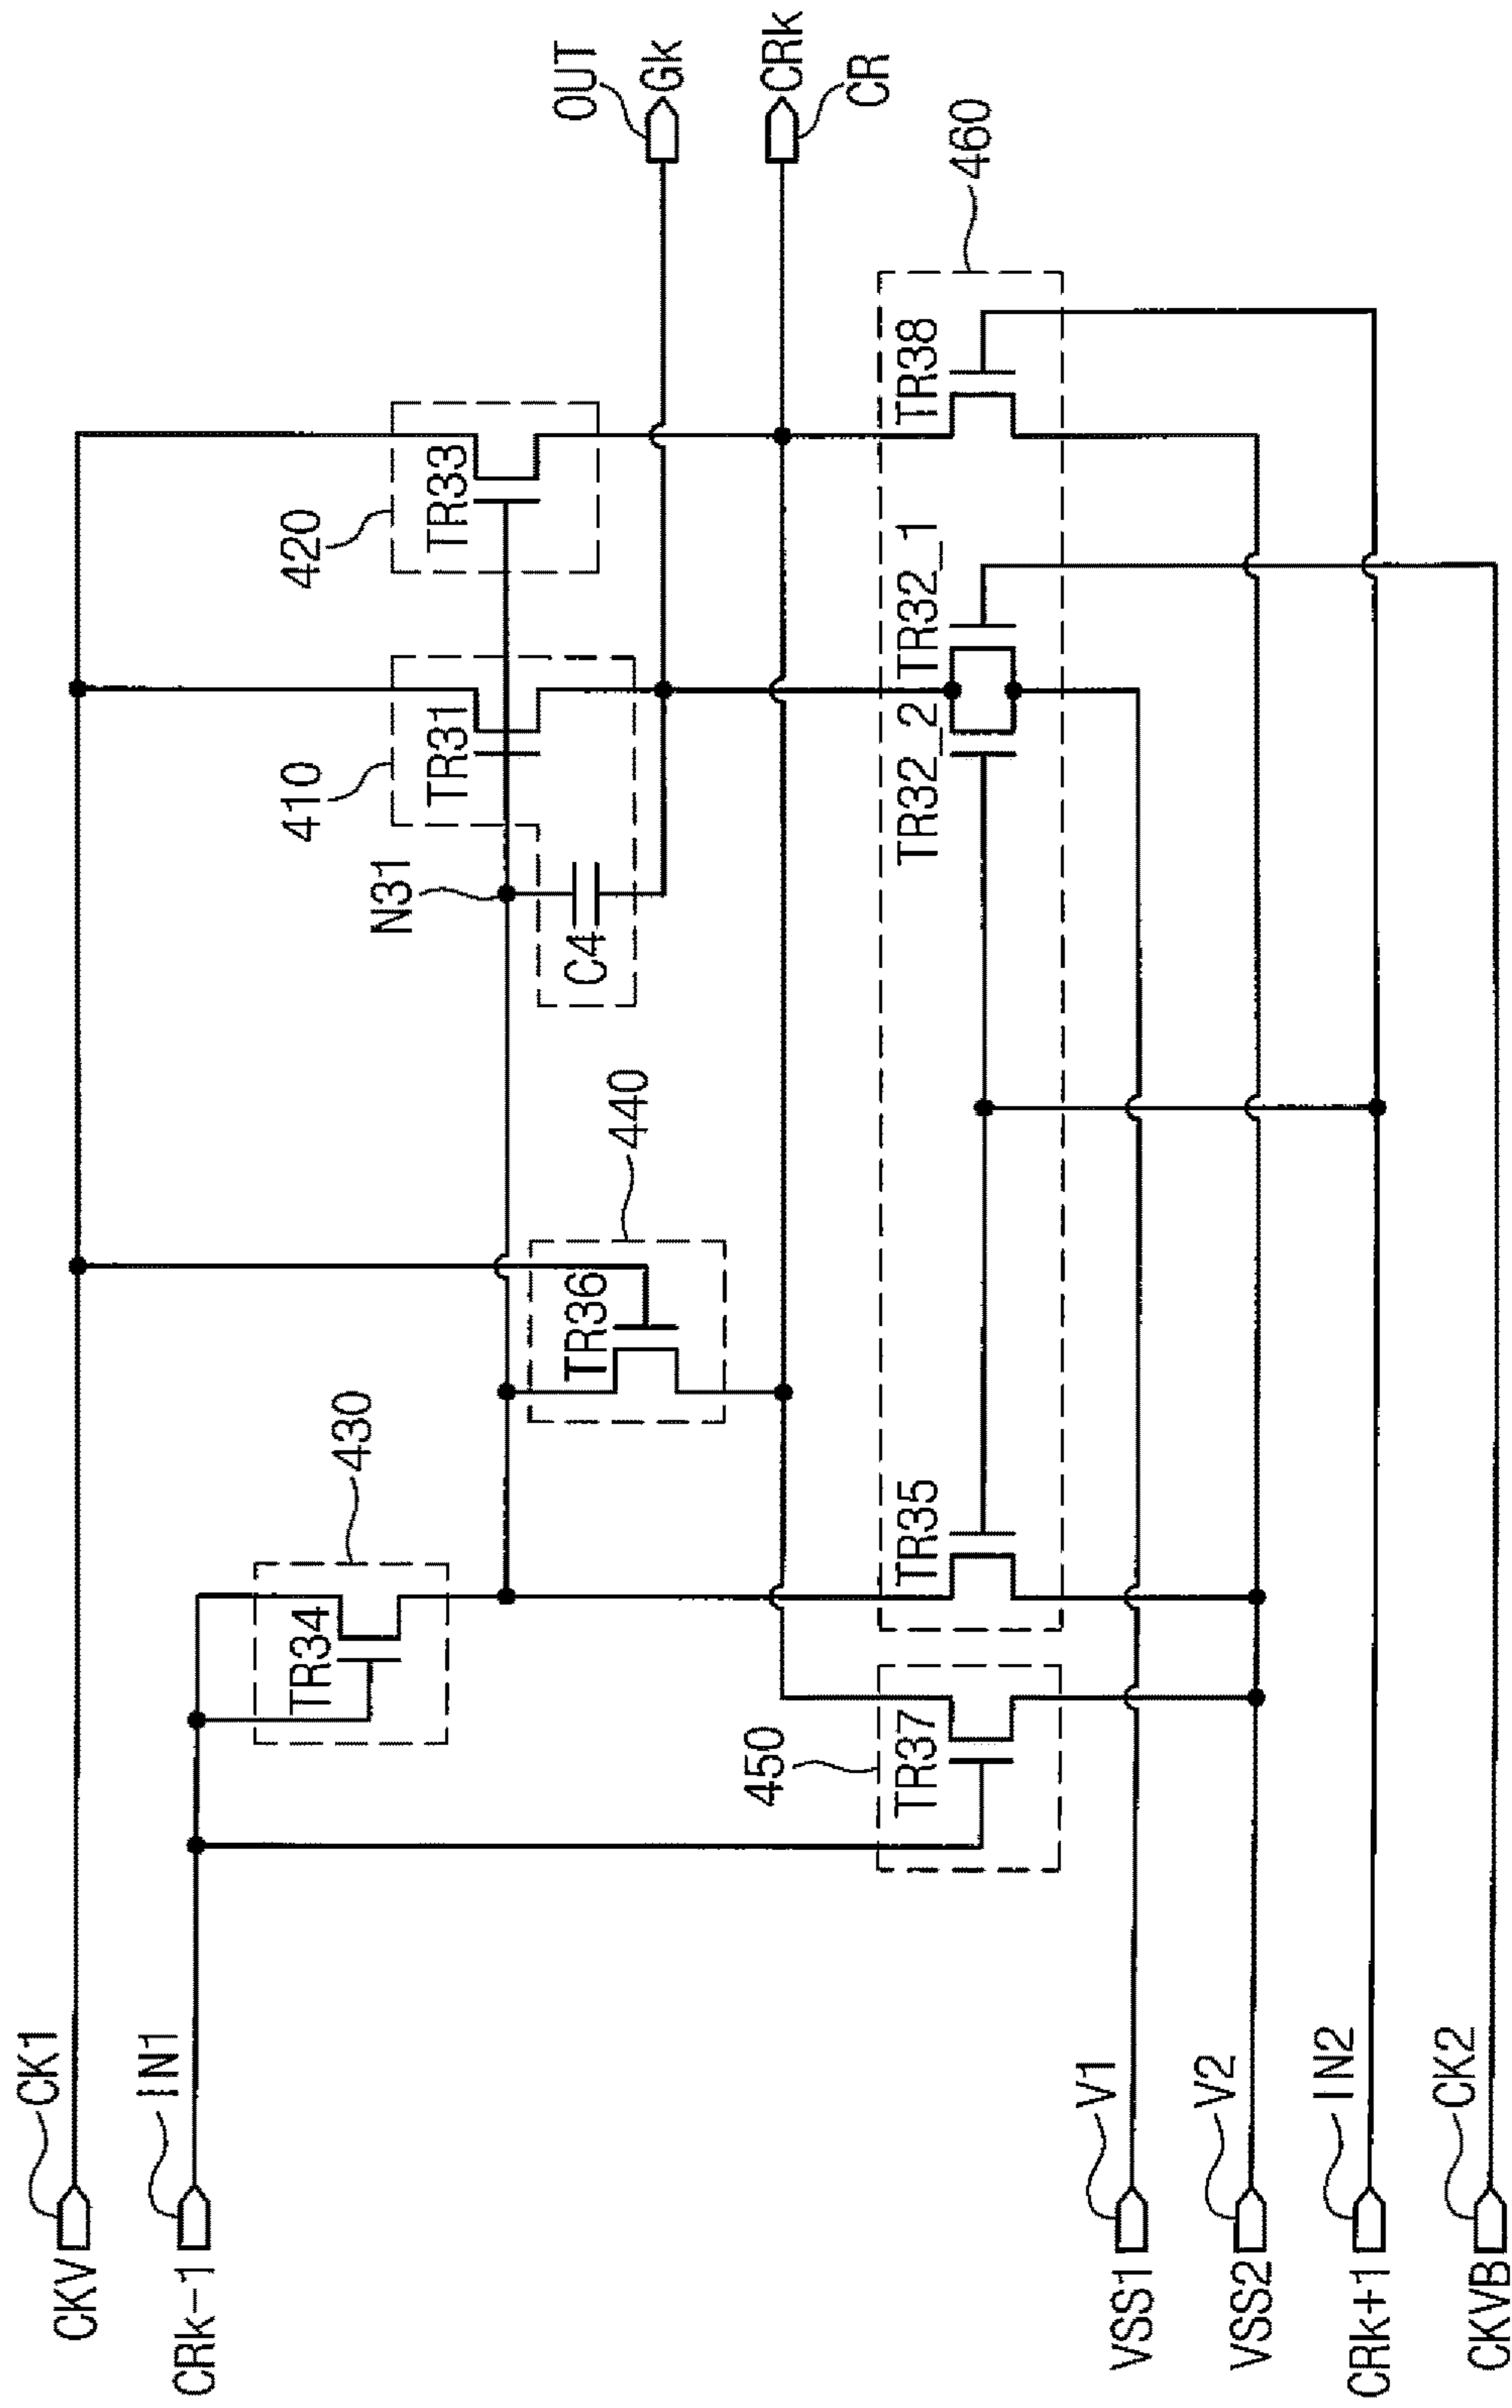 CKV
CK1
CRk-1
IN1
430
TR34
450
TR37
TR35
440
TR36
N31
C4
410
TR31
420
TR33
TR32_2
TR32_1
TR38
460
OUT
Gk
CRk
CR
VSS1
V1
VSS2
V2
CRk+1
IN2
CKVB
CK2